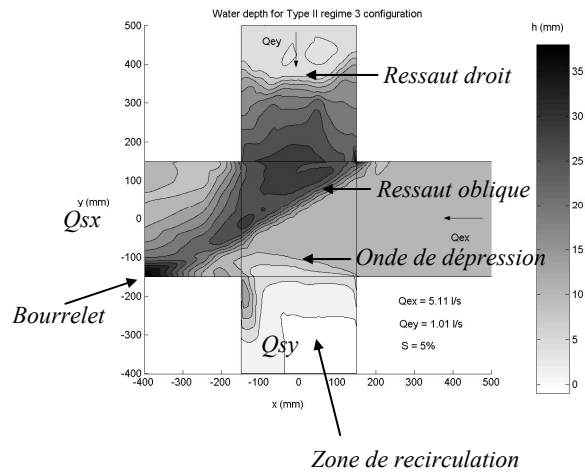 Water depth for Type II regime 3 configuration
h (mm)
500
400
300
200
100
0
-100
-200
-300
-400
y (mm)
-400
-300
-200
-100
0
100
200
300
400
500
x (mm)
35
30
25
20
15
10
5
0
Qey
Ressaut droit
Ressaut oblique
Qsx
Qex
Onde de dépression
Bourrelet
Qex = 5.11 l/s
Qey = 1.01 l/s
S = 5%
Qsy
Zone de recirculation